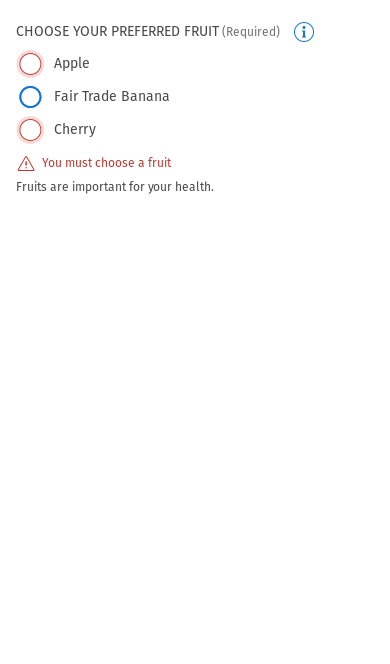 CHOOSE YOUR PREFERRED FRUIT (Required)
Apple
Fair Trade Banana
Cherry
You must choose a fruit
Fruits are important for your health.